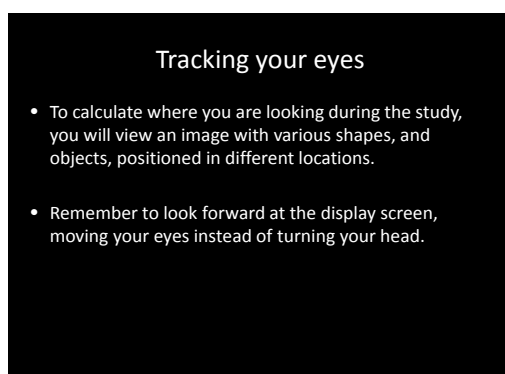 Tracking your eyes
• To calculate where you are looking during the study,
you will view an image with various shapes, and
objects, positioned in different locations.
• Remember to look forward at the display screen,
moving your eyes instead of turning your head.